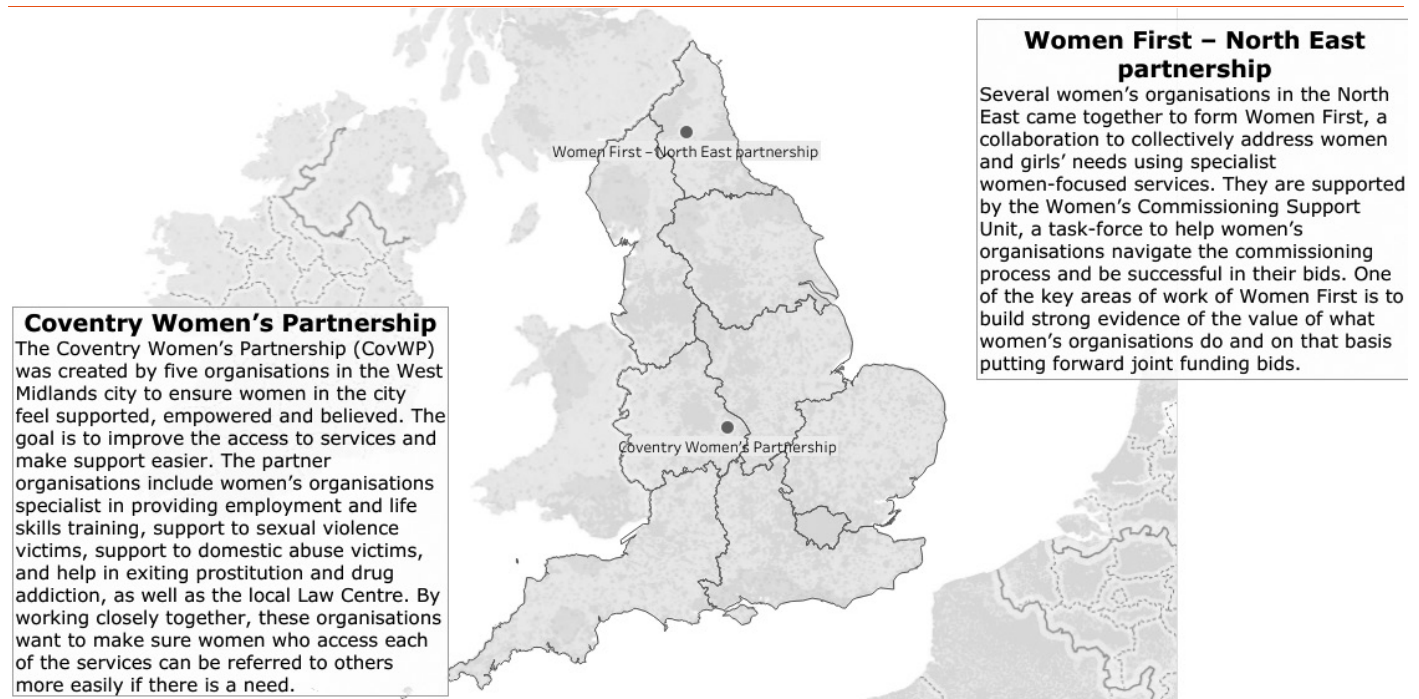 Women First – North East
partnership
Several women’s organisations in the North
East came together to form Women First, a
collaboration to collectively address women
and girls’ needs using specialist
women-focused services. They are supported
by the Women’s Commissioning Support
Unit, a task-force to help women’s
organisations navigate the commissioning
process and be successful in their bids. One
of the key areas of work of Women First is to
build strong evidence of the value of what
women’s organisations do and on that basis
putting forward joint funding bids.
Women First – North East partnership
Coventry Women’s Partnership
The Coventry Women’s Partnership (CovWP)
was created by five organisations in the West
Midlands city to ensure women in the city
feel supported, empowered and believed. The
goal is to improve the access to services and
make support easier. The partner
organisations include women’s organisations
specialist in providing employment and life
skills training, support to sexual violence
victims, support to domestic abuse victims,
and help in exiting prostitution and drug
addiction, as well as the local Law Centre. By
working closely together, these organisations
want to make sure women who access each
of the services can be referred to others
more easily if there is a need.
Coventry Women’s Partnership